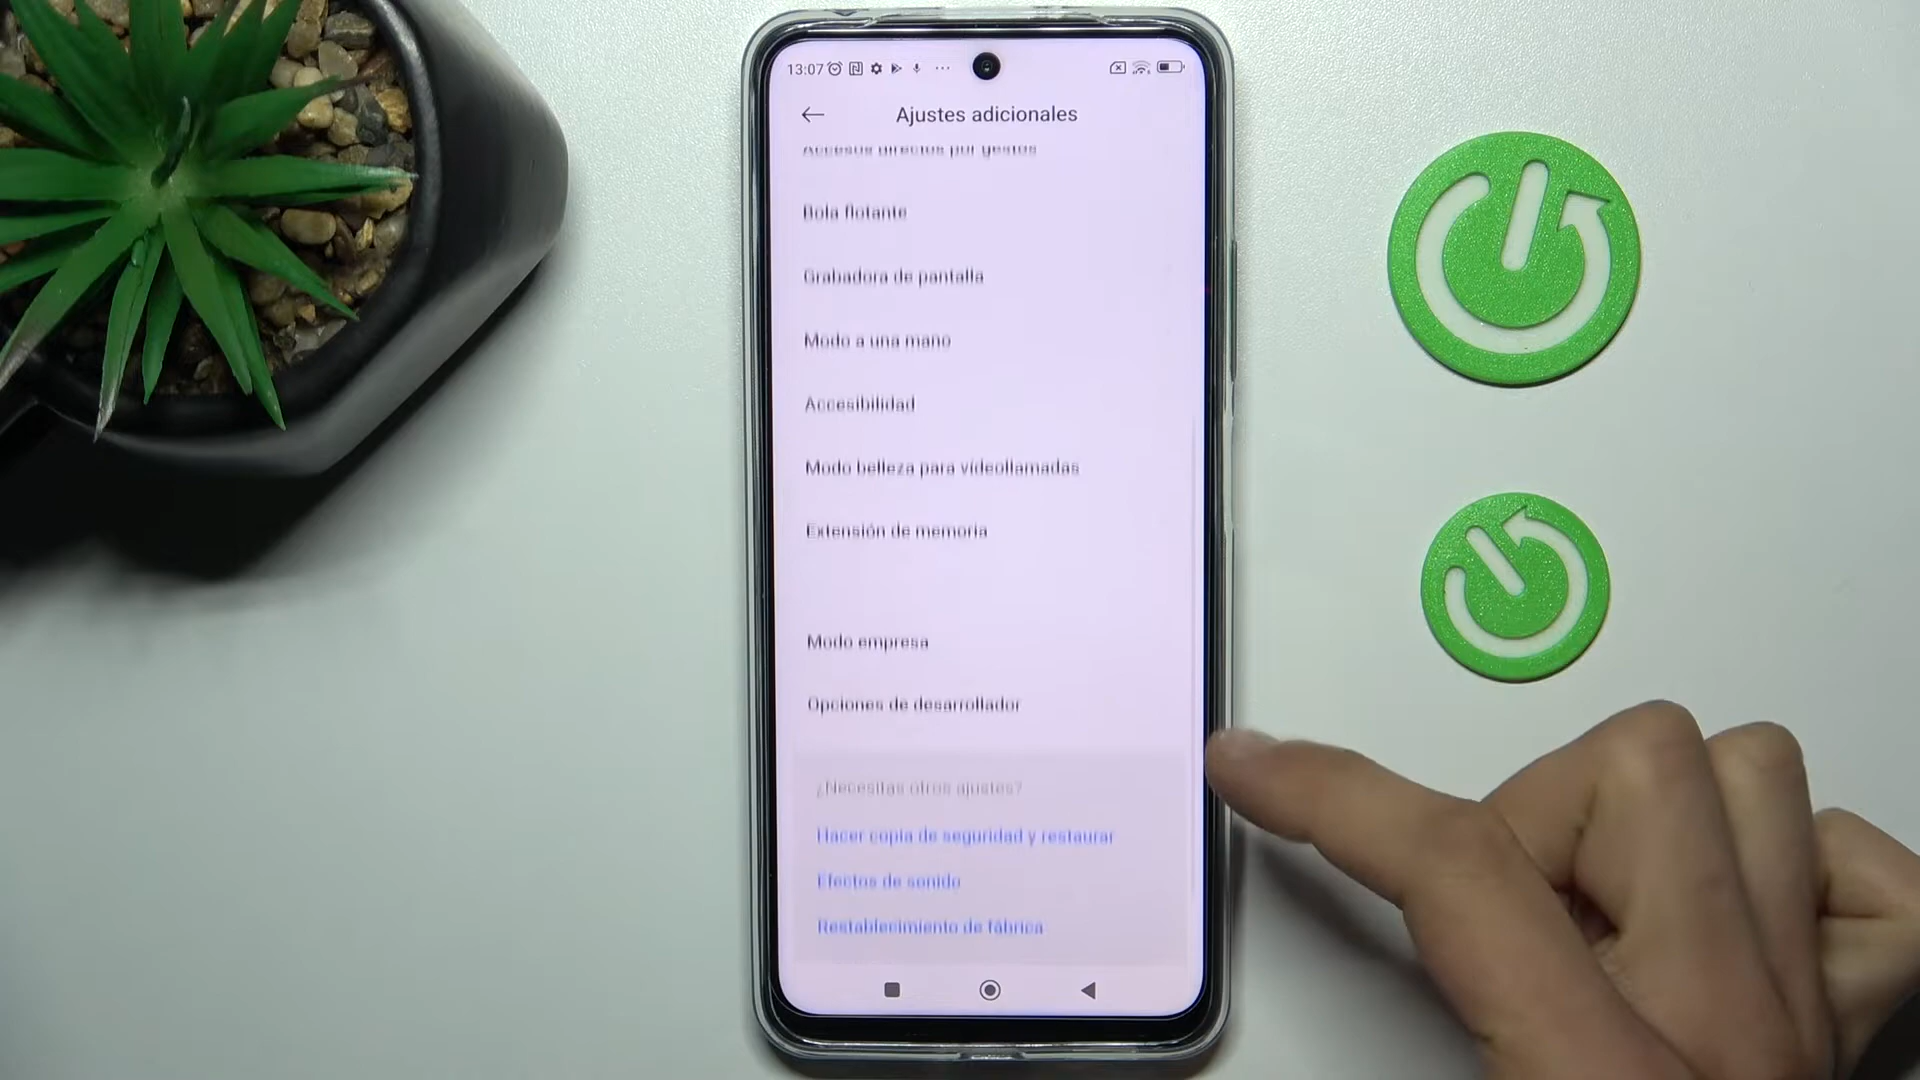 13:07
Ajustes adicionales
Accesos directos por gestos
Bola flotante
Grabadora de pantalla
Modo a una mano
Accesibilidad
Modo belleza para videollamadas
Extensión de memoria
Modo empresa
Opciones de desarrollador
¿Necesitas otros ajustes?
Hacer copia de seguridad y restaurar
Efectos de sonido
Restablecimiento de fábrica